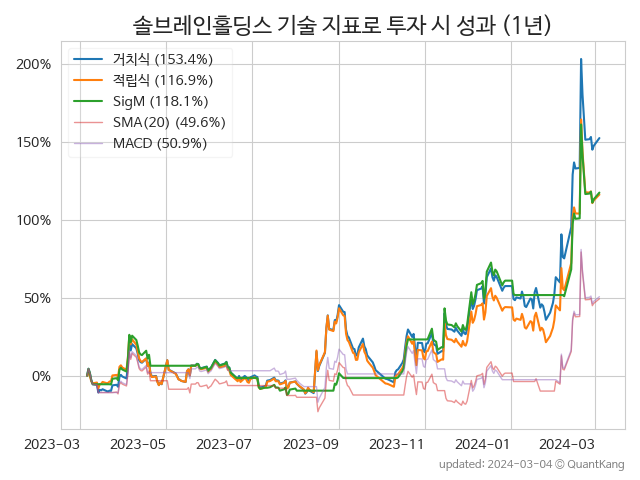 솔브레인홀딩스 기술 지표로 투자 시 성과 (1년)
거치식 (153.4%)
적립식 (116.9%)
SigM (118.1%)
SMA(20) (49.6%)
MACD (50.9%)
200%
150%
100%
50%
0%
2023-03 2023-05 2023-07 2023-09 2023-11 2024-01 2024-03
updated: 2024-03-04 © QuantKang